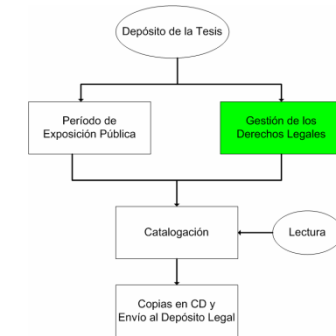 Depósito de la Tesis
Período de
Exposición Pública
Gestión de los
Derechos Legales
Catalogación
Lectura
Copias en CD y
Envío al Depósito Legal